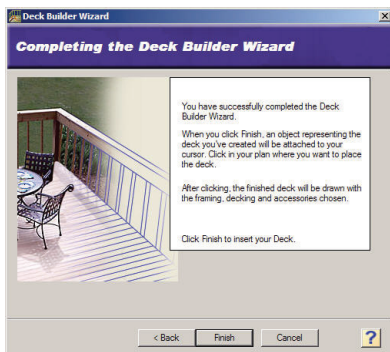 Deck Builder Wizard
Completing the Deck Builder Wizard
You have successfully completed the Deck
Builder Wizard.
When you click Finish, an object representing the
deck you've created will be attached to your
cursor. Click in your plan where you want to place
the deck.
After clicking, the finished deck will be drawn with
the framing, decking and accessories chosen.
Click Finish to insert your Deck.
< Back
Finish
Cancel
?